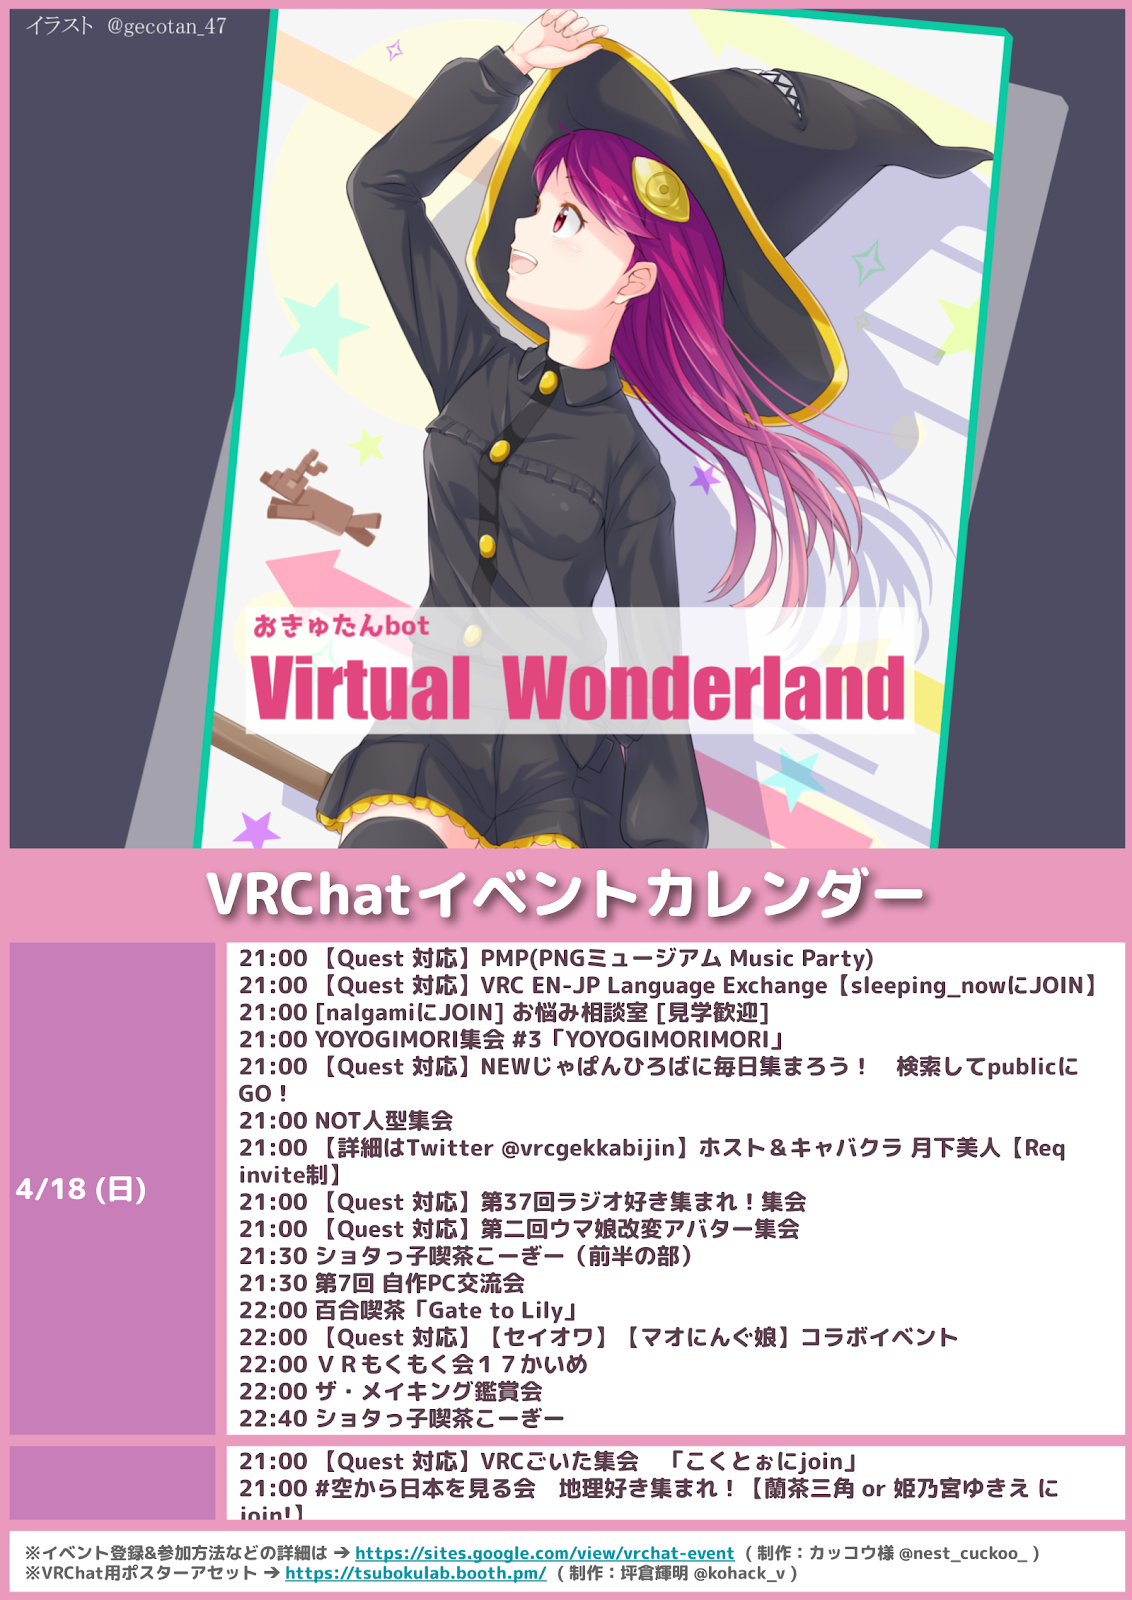 イラスト @gecotan_47
おきゅたんbot
Virtual Wonderland
VRChatイベントカレンダー
4/18 (日)
21:00 【Quest 対応】PMP(PNGミュージアム Music Party)
21:00 【Quest 対応】VRC EN-JP Language Exchange【sleeping_nowにJOIN】
21:00 [nalgamiにJOIN] お悩み相談室 [見学歓迎]
21:00 YOYOGIMORI集会 #3「YOYOGIMORIMORI」
21:00 【Quest 対応】NEWじゃぱんひろばに毎日集まろう！　検索してpublicに
GO！
21:00 NOT人型集会
21:00 【詳細はTwitter @vrcgekkabijin】ホスト＆キャバクラ 月下美人【Req
invite制】
21:00 【Quest 対応】第37回ラジオ好き集まれ！集会
21:00 【Quest 対応】第二回ウマ娘改変アバター集会
21:30 ショタっ子喫茶こーぎー（前半の部）
21:30 第7回 自作PC交流会
22:00 百合喫茶「Gate to Lily」
22:00 【Quest 対応】【セイオワ】【マオにんぐ娘】コラボイベント
22:00 ＶＲもくもく会１７かいめ
22:00 ザ・メイキング鑑賞会
22:40 ショタっ子喫茶こーぎー
21:00 【Quest 対応】VRCごいた集会　「こくとぉにjoin」
21:00 #空から日本を見る会　地理好き集まれ！【蘭茶三角 or 姫乃宮ゆきえ に
join!】
※イベント登録&参加方法などの詳細は → https://sites.google.com/view/vrchat-event ( 制作：カッコウ様 @nest_cuckoo_ )
※VRChat用ポスターアセット → https://tsubokulab.booth.pm/ ( 制作：坪倉輝明 @kohack_v )